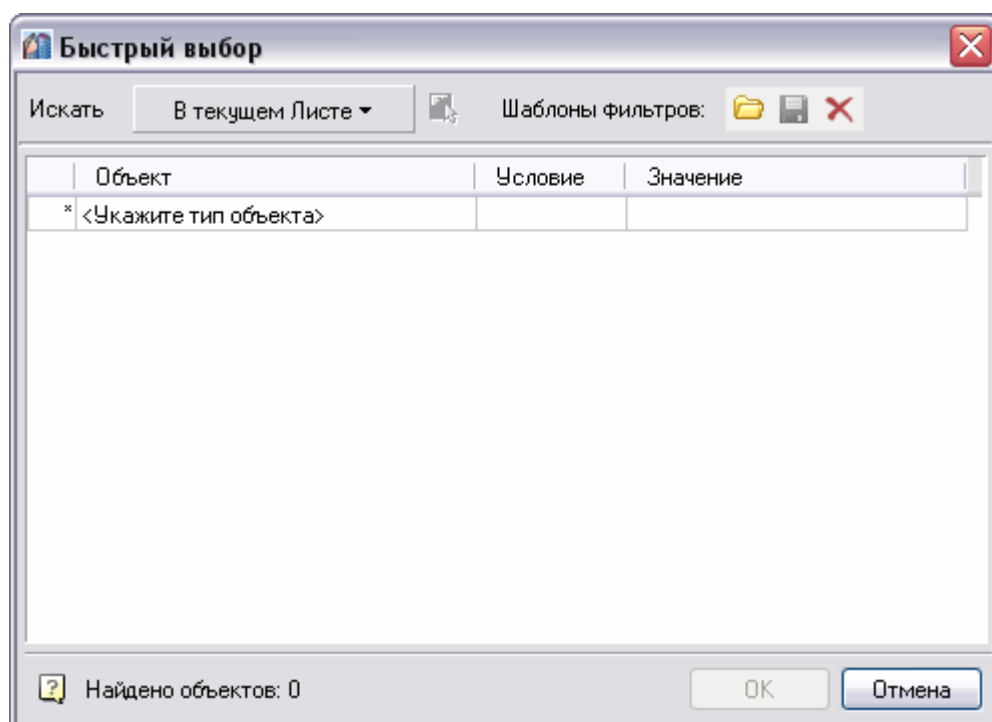 Быстрый выбор
Искать В текущем Листе Шаблоны фильтров:
Объект Условие Значение
* <Укажите тип объекта>
Найдено объектов: 0 OK Отмена